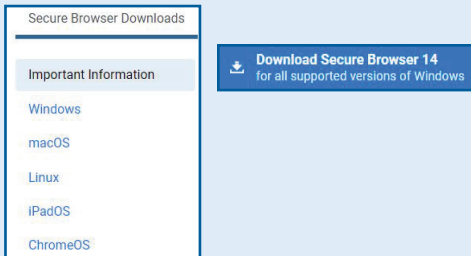 Secure Browser Downloads
Important Information
Windows
macOS
Linux
iPadOS
ChromeOS
Download Secure Browser 14
for all supported versions of Windows